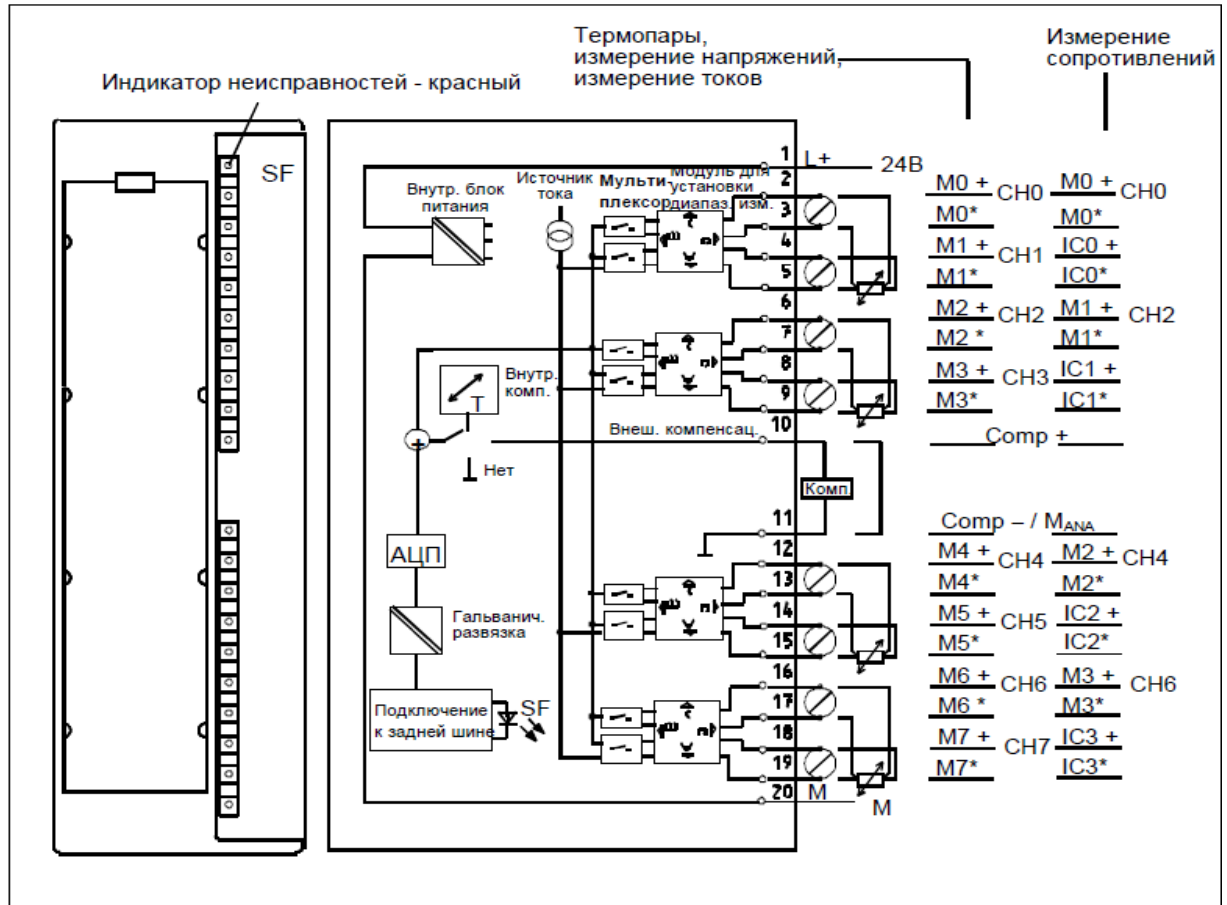 Термопары,
измерение напряжений,
измерение токов
Измерение
сопротивлений
Индикатор неисправностей - красный
SF
Внутр. блок
питания
Источник
тока
Мульти-
плексор
Модуль для
установки
диапаз. изм.
1 L+ 24В
2
3
4
5
6
7
8
9
10
Внутр.
комп.
T
Внеш. компенсац.
Нет
Комп.
11
12
13
14
15
16
17
18
19
20 M
M
АЦП
Гальванич.
развязка
Подключение
к задней шине
SF
M0 + CH0 M0 + CH0
M0* M0*
M1 + CH1 IC0 +
M1* IC0*
M2 + CH2 M1 + CH2
M2 * M1*
M3 + CH3 IC1 +
M3* IC1*
Comp +
Comp – / MANA
M4 + CH4 M2 + CH4
M4* M2*
M5 + CH5 IC2 +
M5* IC2*
M6 + CH6 M3 + CH6
M6 * M3*
M7 + CH7 IC3 +
M7* IC3*